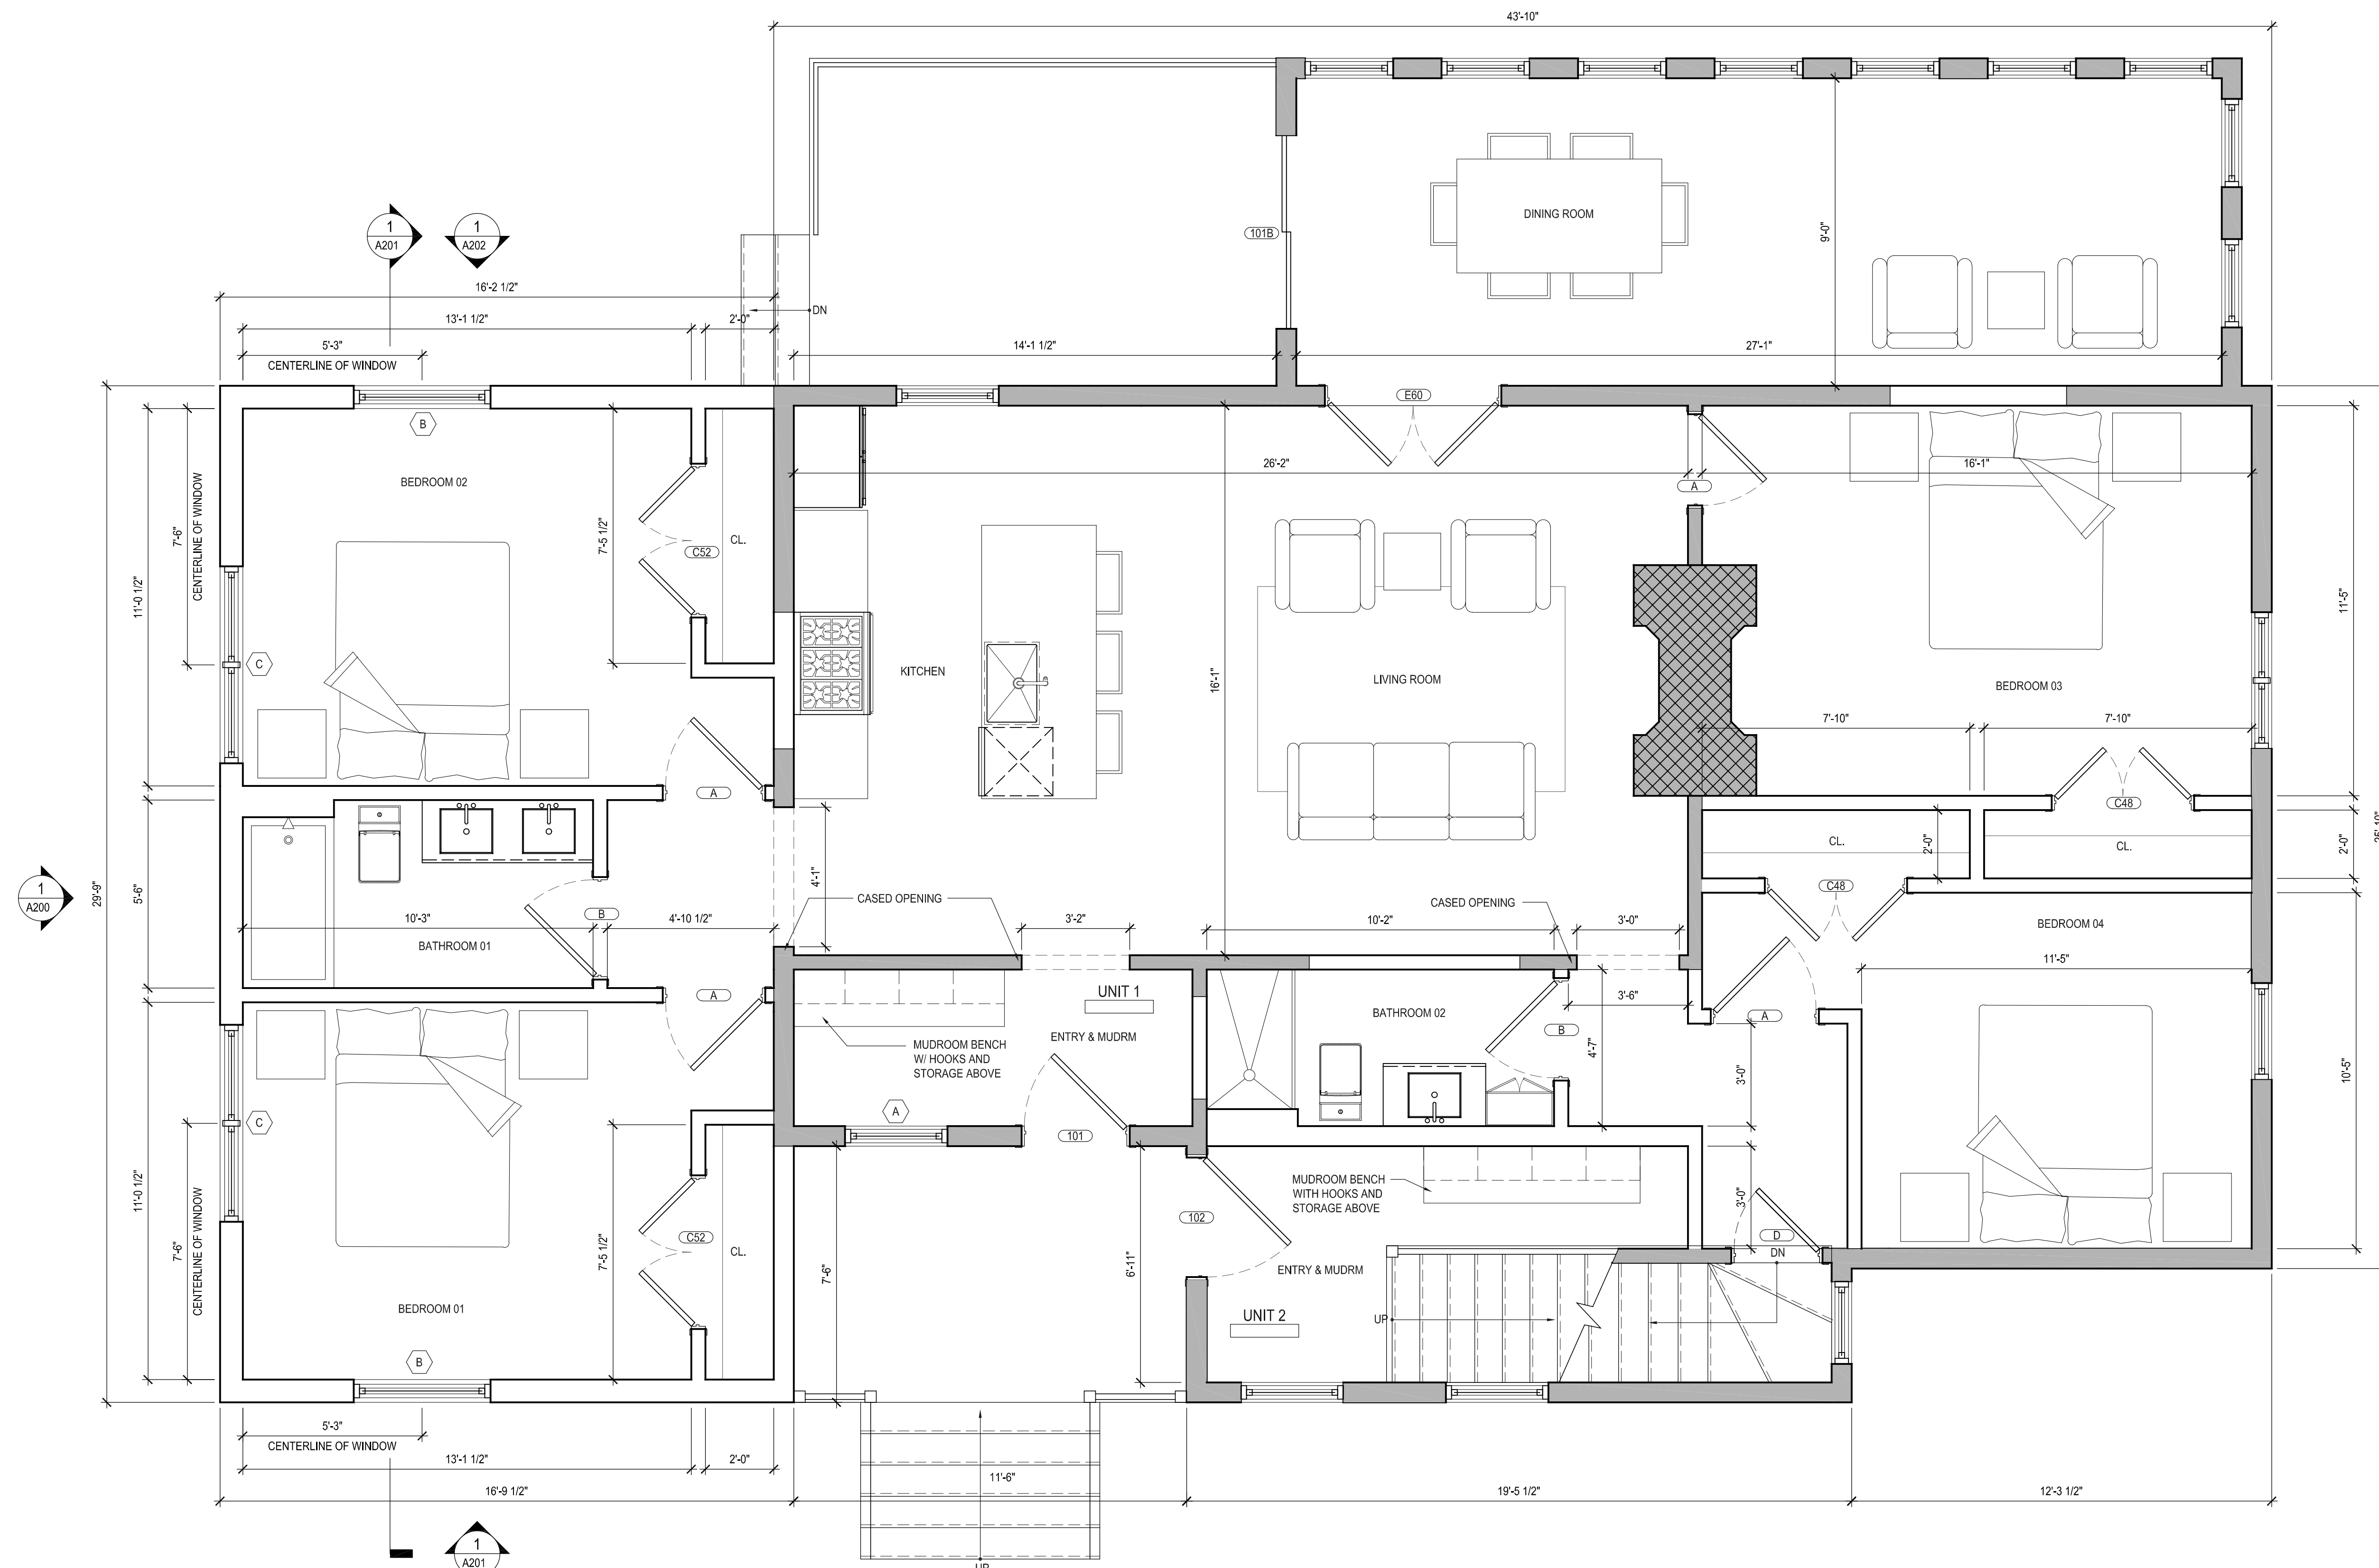 43'-10"
1
A201
1
A202
101B
DINING ROOM
9'-0"
16'-2 1/2"
DN
13'-1 1/2"
2'-0"
5'-3"
CENTERLINE OF WINDOW
14'-1 1/2"
27'-1"
E60
B
BEDROOM 02
26'-2"
16'-1"
A
CENTERLINE OF WINDOW
7'-6"
7'-5 1/2"
C52
CL.
11'-0 1/2"
11'-5"
C
KITCHEN
16'-1"
LIVING ROOM
BEDROOM 03
7'-10"
7'-10"
A
C48
1
A200
29'-9"
5'-6"
4'-1"
CL.
2'-0"
CL.
2'-0"
C48
CASED OPENING
CASED OPENING
10'-3"
B
4'-10 1/2"
3'-2"
10'-2"
3'-0"
BATHROOM 01
BEDROOM 04
11'-5"
A
UNIT 1
3'-6"
BATHROOM 02
A
ENTRY & MUDRM
B
MUDROOM BENCH
W/ HOOKS AND
STORAGE ABOVE
4'-7"
3'-0"
10'-5"
C
A
101
11'-0 1/2"
7'-6"
CENTERLINE OF WINDOW
7'-5 1/2"
C52
CL.
MUDROOM BENCH
WITH HOOKS AND
STORAGE ABOVE
3'-0"
102
D
DN
7'-6"
6'-11"
ENTRY & MUDRM
BEDROOM 01
UNIT 2
UP
B
5'-3"
CENTERLINE OF WINDOW
13'-1 1/2"
2'-0"
16'-9 1/2"
11'-6"
19'-5 1/2"
12'-3 1/2"
1
A201